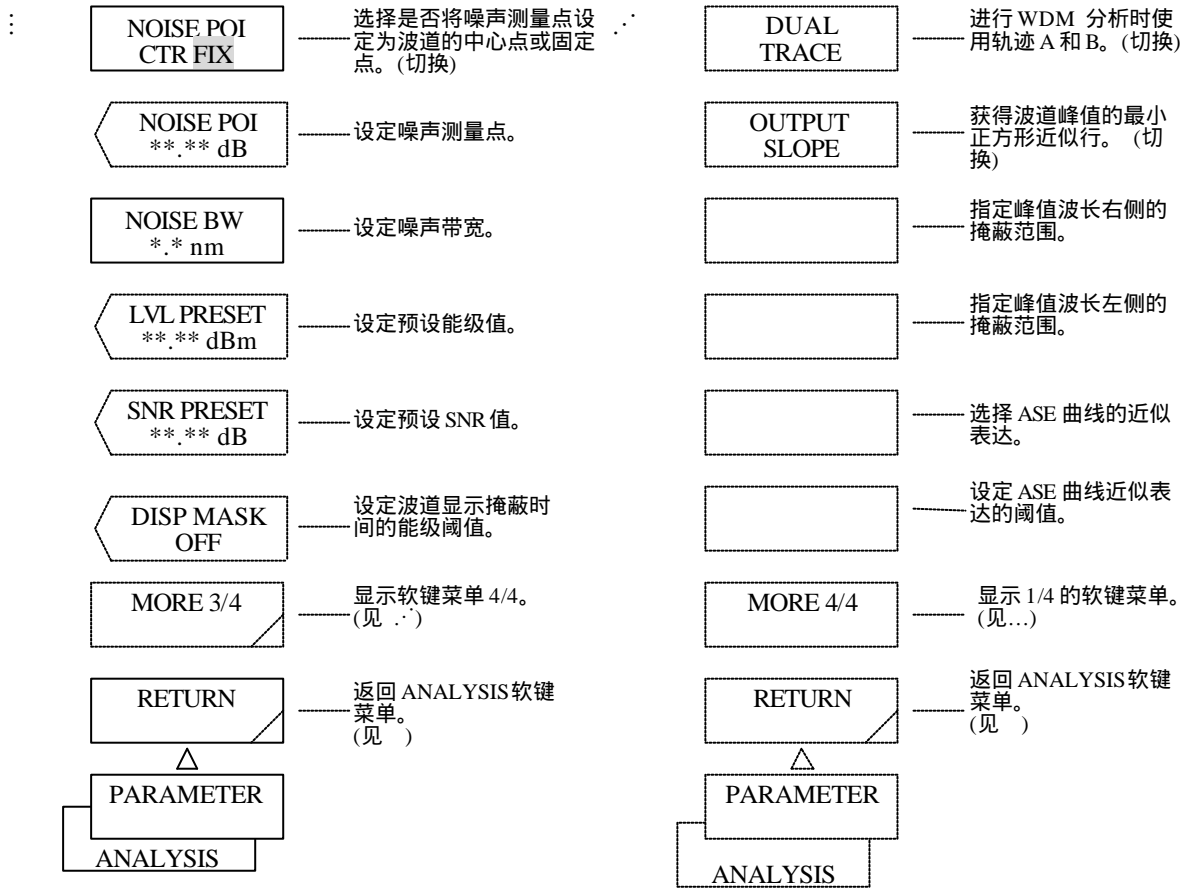 NOISE POI
CTR FIX
选择是否将噪声测量点设
定为波道的中心点或固定
点。(切换)
NOISE POI
**.** dB
设定噪声测量点。
NOISE BW
*.* nm
设定噪声带宽。
LVL PRESET
**.** dBm
设定预设能级值。
SNR PRESET
**.** dB
设定预设 SNR 值。
DISP MASK
OFF
设定波道显示掩蔽时
间的能级阈值。
MORE 3/4
显示软键菜单 4/4。
(见 ⋰)
RETURN
返回 ANALYSIS 软键
菜单。
(见 )
PARAMETER
ANALYSIS
DUAL
TRACE
进行 WDM 分析时使
用轨迹 A 和 B。(切换)
OUTPUT
SLOPE
获得波道峰值的最小
正方形近似行。 (切
换)
指定峰值波长右侧的
掩蔽范围。
指定峰值波长左侧的
掩蔽范围。
选择 ASE 曲线的近似
表达。
设定 ASE 曲线近似表
达的阈值。
MORE 4/4
显示 1/4 的软键菜单。
(见…)
RETURN
返回 ANALYSIS 软键
菜单。
(见 )
PARAMETER
ANALYSIS